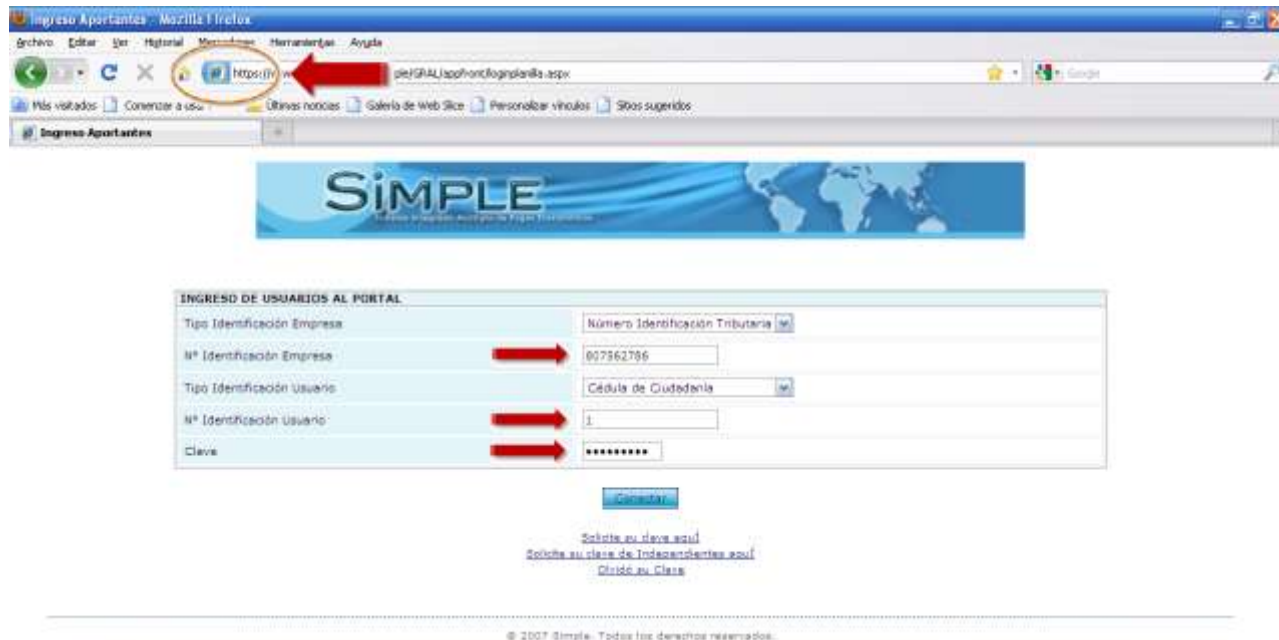 Ingreso Aportantes - Mozilla Firefox
Archivo Editar Ver Historial Herramientas Ayuda
https:// ple/GRAL/appfront/loginplanilla.aspx Google
Más visitados Comenzar a Últimas noticias Galería de Web Slice Personalizar vínculos Sitios sugeridos
Ingreso Aportantes
SiMPLE
INGRESO DE USUARIOS AL PORTAL
Tipo Identificación Empresa Número Identificación Tributaria
Nº Identificación Empresa 807962786
Tipo Identificación Usuario Cédula de Ciudadanía
Nº Identificación Usuario 1
Clave •••••••••
Conectar
Solicite su clave aquí
Solicite su clave de Independientes aquí
Olvidó su Clave
© 2007 Simple. Todos los derechos reservados.